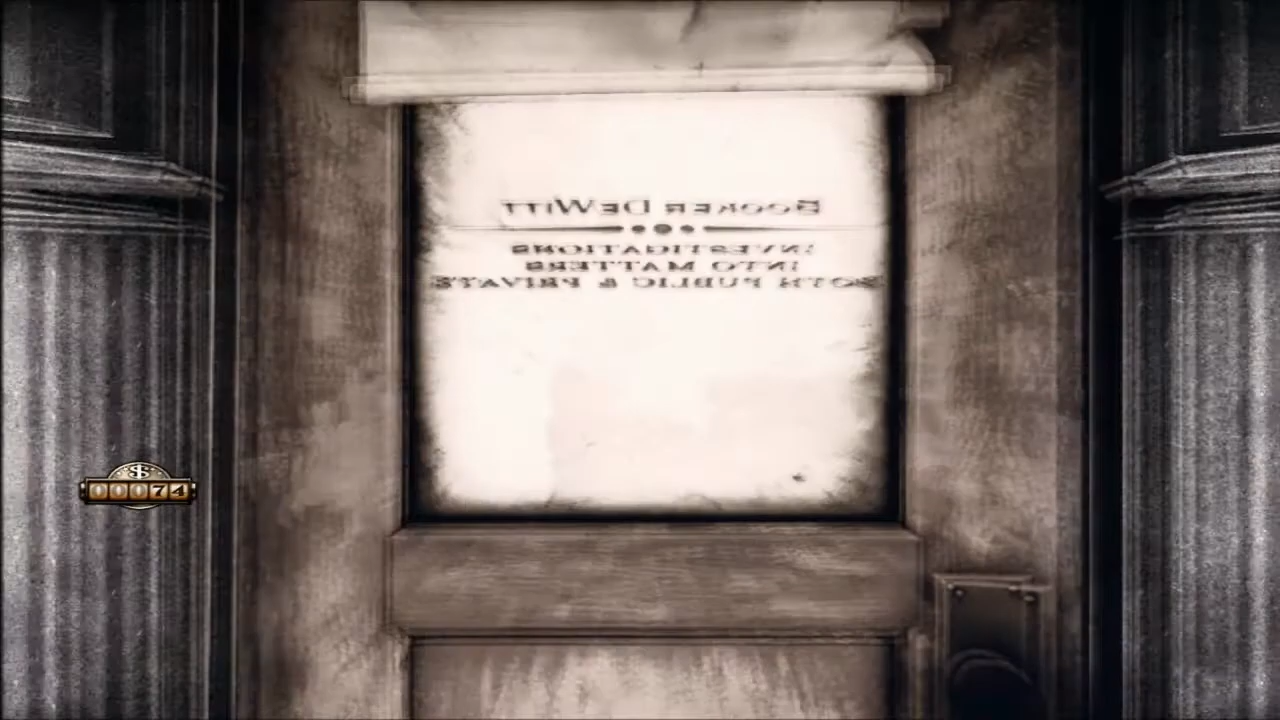 BOOKER DEWITT
INVESTIGATIONS
INTO MATTERS
BOTH PUBLIC & PRIVATE
$
00074